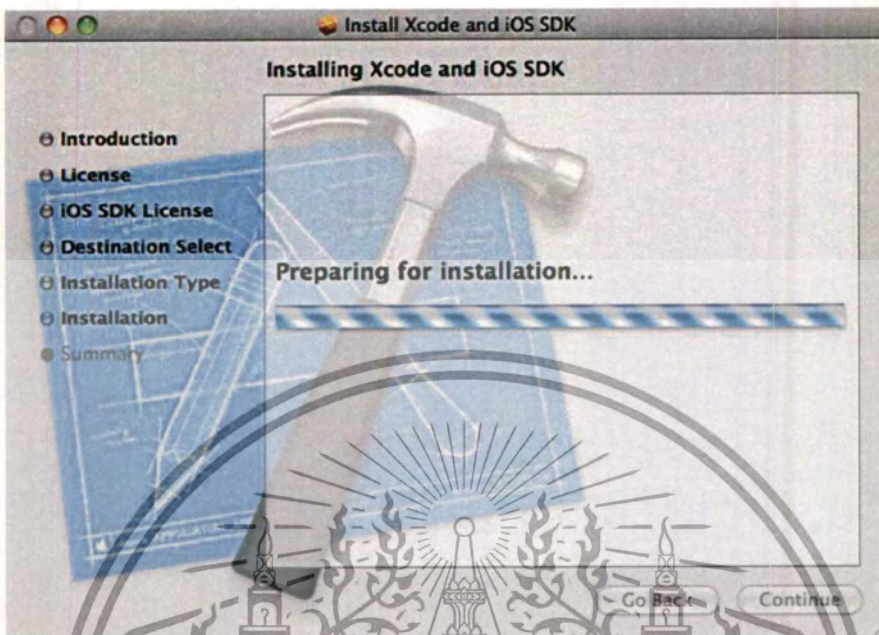 Install Xcode and iOS SDK
Installing Xcode and iOS SDK
Introduction
License
iOS SDK License
Destination Select
Installation Type
Installation
Summary
Preparing for installation...
Go Back
Continue